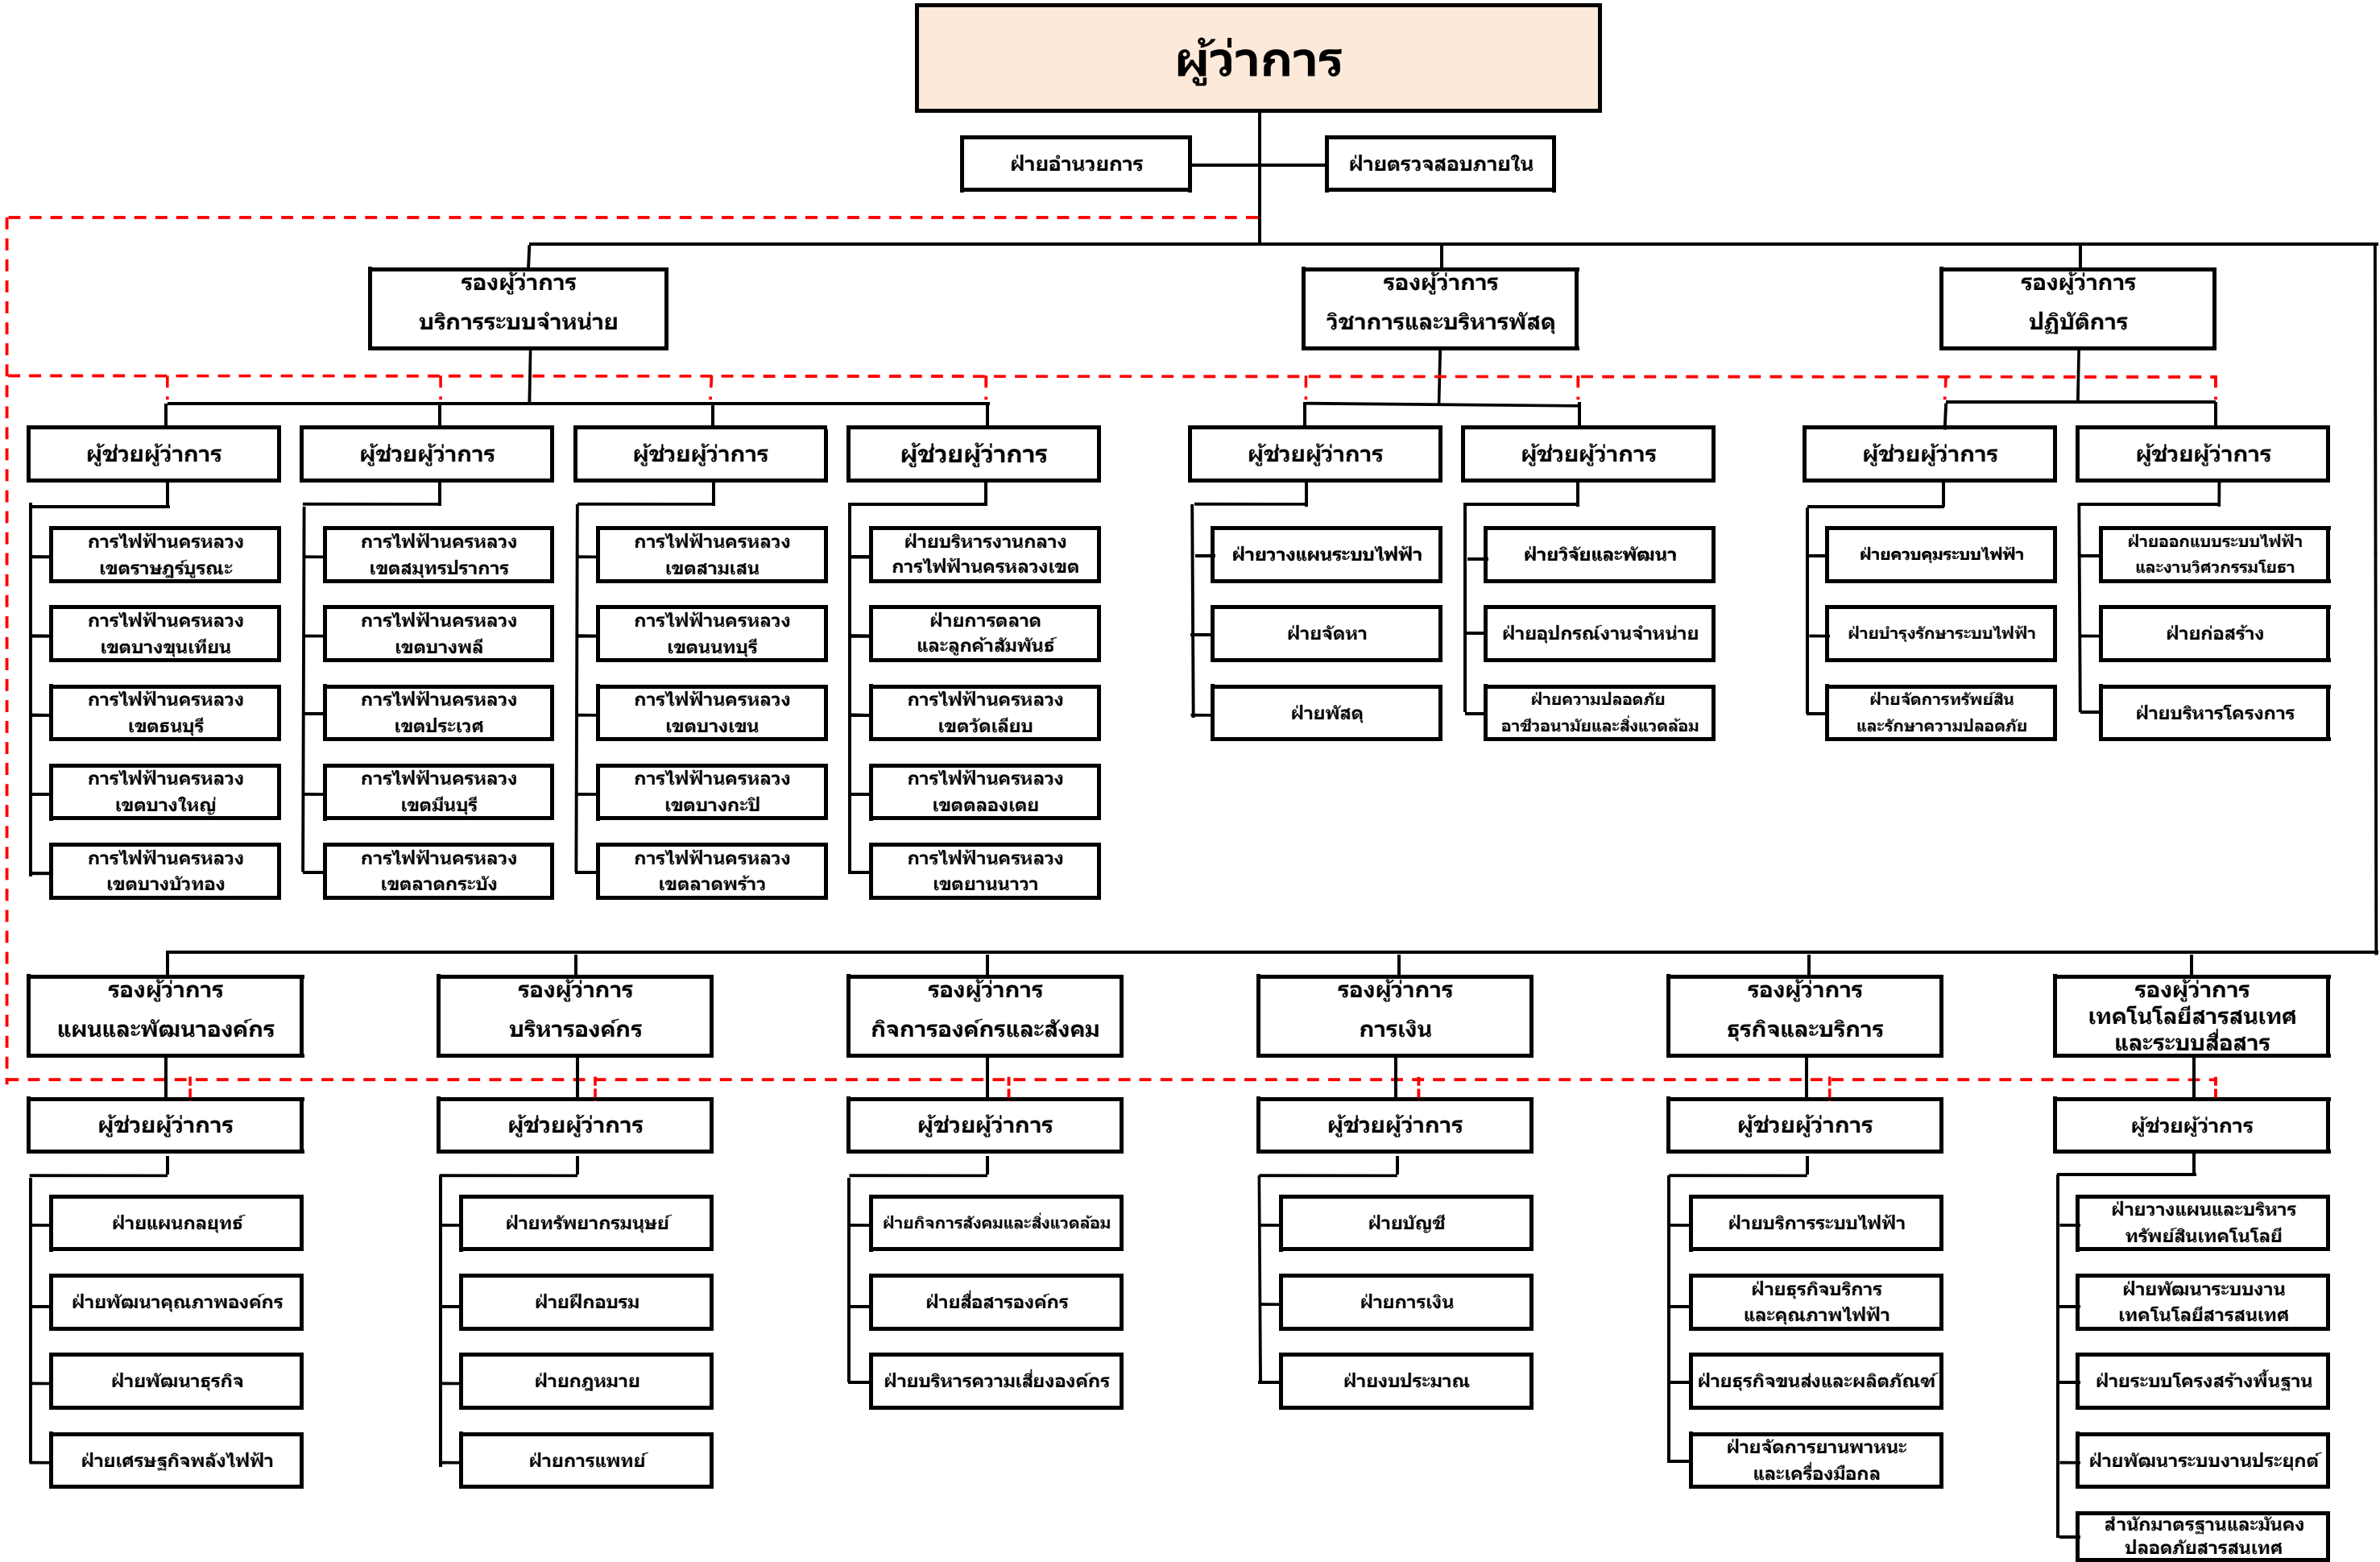 ผู้ว่าการ
ฝ่ายอำนวยการ
ฝ่ายตรวจสอบภายใน
รองผู้ว่าการ
บริการระบบจำหน่าย
รองผู้ว่าการ
วิชาการและบริหารพัสดุ
รองผู้ว่าการ
ปฏิบัติการ
ผู้ช่วยผู้ว่าการ
การไฟฟ้านครหลวง
เขตราษฎร์บูรณะ
การไฟฟ้านครหลวง
เขตบางขุนเทียน
การไฟฟ้านครหลวง
เขตธนบุรี
การไฟฟ้านครหลวง
เขตบางใหญ่
การไฟฟ้านครหลวง
เขตบางบัวทอง
ผู้ช่วยผู้ว่าการ
การไฟฟ้านครหลวง
เขตสมุทรปราการ
การไฟฟ้านครหลวง
เขตบางพลี
การไฟฟ้านครหลวง
เขตประเวศ
การไฟฟ้านครหลวง
เขตมีนบุรี
การไฟฟ้านครหลวง
เขตลาดกระบัง
ผู้ช่วยผู้ว่าการ
การไฟฟ้านครหลวง
เขตสามเสน
การไฟฟ้านครหลวง
เขตนนทบุรี
การไฟฟ้านครหลวง
เขตบางเขน
การไฟฟ้านครหลวง
เขตบางกะปิ
การไฟฟ้านครหลวง
เขตลาดพร้าว
ผู้ช่วยผู้ว่าการ
ฝ่ายบริหารงานกลาง
การไฟฟ้านครหลวงเขต
ฝ่ายการตลาด
และลูกค้าสัมพันธ์
การไฟฟ้านครหลวง
เขตวัดเลียบ
การไฟฟ้านครหลวง
เขตคลองเตย
การไฟฟ้านครหลวง
เขตยานนาวา
ผู้ช่วยผู้ว่าการ
ฝ่ายวางแผนระบบไฟฟ้า
ฝ่ายจัดหา
ฝ่ายพัสดุ
ผู้ช่วยผู้ว่าการ
ฝ่ายวิจัยและพัฒนา
ฝ่ายอุปกรณ์งานจำหน่าย
ฝ่ายความปลอดภัย
อาชีวอนามัยและสิ่งแวดล้อม
ผู้ช่วยผู้ว่าการ
ฝ่ายควบคุมระบบไฟฟ้า
ฝ่ายบำรุงรักษาระบบไฟฟ้า
ฝ่ายจัดการทรัพย์สิน
และรักษาความปลอดภัย
ผู้ช่วยผู้ว่าการ
ฝ่ายออกแบบระบบไฟฟ้า
และงานวิศวกรรมโยธา
ฝ่ายก่อสร้าง
ฝ่ายบริหารโครงการ
รองผู้ว่าการ
แผนและพัฒนาองค์กร
ผู้ช่วยผู้ว่าการ
ฝ่ายแผนกลยุทธ์
ฝ่ายพัฒนาคุณภาพองค์กร
ฝ่ายพัฒนาธุรกิจ
ฝ่ายเศรษฐกิจพลังไฟฟ้า
รองผู้ว่าการ
บริหารองค์กร
ผู้ช่วยผู้ว่าการ
ฝ่ายทรัพยากรมนุษย์
ฝ่ายฝึกอบรม
ฝ่ายกฎหมาย
ฝ่ายการแพทย์
รองผู้ว่าการ
กิจการองค์กรและสังคม
ผู้ช่วยผู้ว่าการ
ฝ่ายกิจการสังคมและสิ่งแวดล้อม
ฝ่ายสื่อสารองค์กร
ฝ่ายบริหารความเสี่ยงองค์กร
รองผู้ว่าการ
การเงิน
ผู้ช่วยผู้ว่าการ
ฝ่ายบัญชี
ฝ่ายการเงิน
ฝ่ายงบประมาณ
รองผู้ว่าการ
ธุรกิจและบริการ
ผู้ช่วยผู้ว่าการ
ฝ่ายบริการระบบไฟฟ้า
ฝ่ายธุรกิจบริการ
และคุณภาพไฟฟ้า
ฝ่ายธุรกิจขนส่งและผลิตภัณฑ์
ฝ่ายจัดการยานพาหนะ
และเครื่องมือกล
รองผู้ว่าการ
เทคโนโลยีสารสนเทศ
และระบบสื่อสาร
ผู้ช่วยผู้ว่าการ
ฝ่ายวางแผนและบริหาร
ทรัพย์สินเทคโนโลยี
ฝ่ายพัฒนาระบบงาน
เทคโนโลยีสารสนเทศ
ฝ่ายระบบโครงสร้างพื้นฐาน
ฝ่ายพัฒนาระบบงานประยุกต์
สำนักมาตรฐานและมั่นคง
ปลอดภัยสารสนเทศ